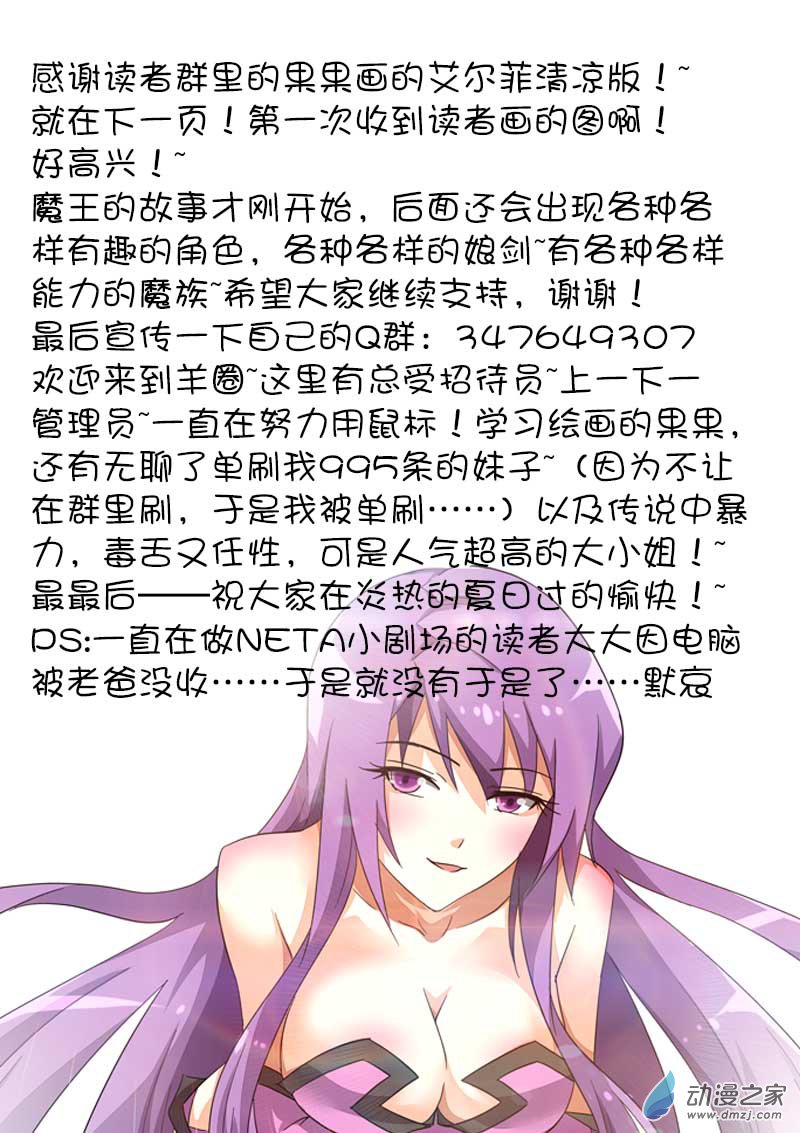 感谢读者群里的果果画的艾尔菲清凉版！~
就在下一页！第一次收到读者画的图啊！
好高兴！~
魔王的故事才刚开始，后面还会出现各种各
样有趣的角色，各种各样的娘剑~有各种各样
能力的魔族~希望大家继续支持，谢谢！
最后宣传一下自己的Q群：347649307
欢迎来到羊圈~这里有总受招待员~上一下一
管理员~一直在努力用鼠标！学习绘画的果果，
还有无聊了单刷我995条的妹子~（因为不让
在群里刷，于是我被单刷……）以及传说中暴
力，毒舌又任性，可是人气超高的大小姐！~
最最后——祝大家在炎热的夏日过的愉快！~
PS:一直在做NETA小剧场的读者大大因电脑
被老爸没收……于是就没有于是了……默哀
动漫之家
www.dmzj.com